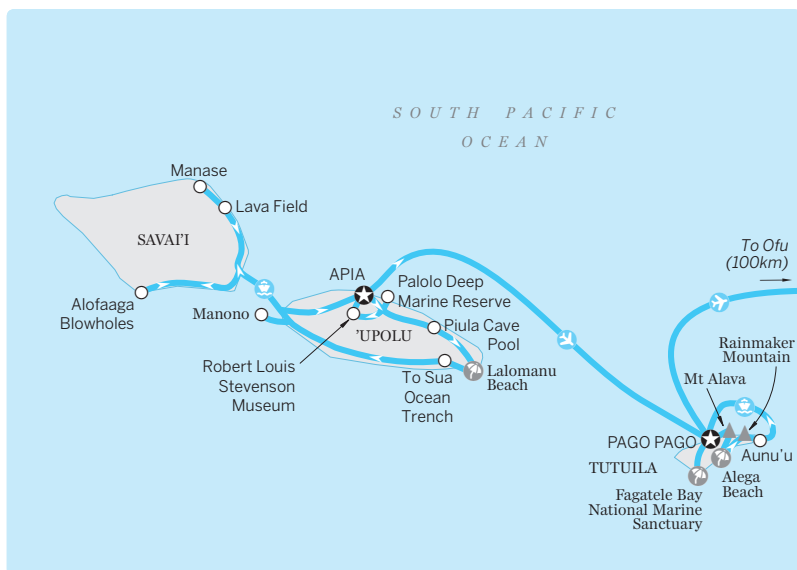 SOUTH PACIFIC
OCEAN
Manase
Lava Field
SAVAI'I
Alofaaga
Blowholes
Manono
APIA
Palolo Deep
Marine Reserve
'UPOLU
Piula Cave
Pool
Robert Louis
Stevenson
Museum
To Sua
Ocean
Trench
Lalomanu
Beach
To Ofu
(100km)
Rainmaker
Mountain
Mt Alava
PAGO PAGO
Aunu'u
TUTUILA
Alega
Beach
Fagatele Bay
National Marine
Sanctuary